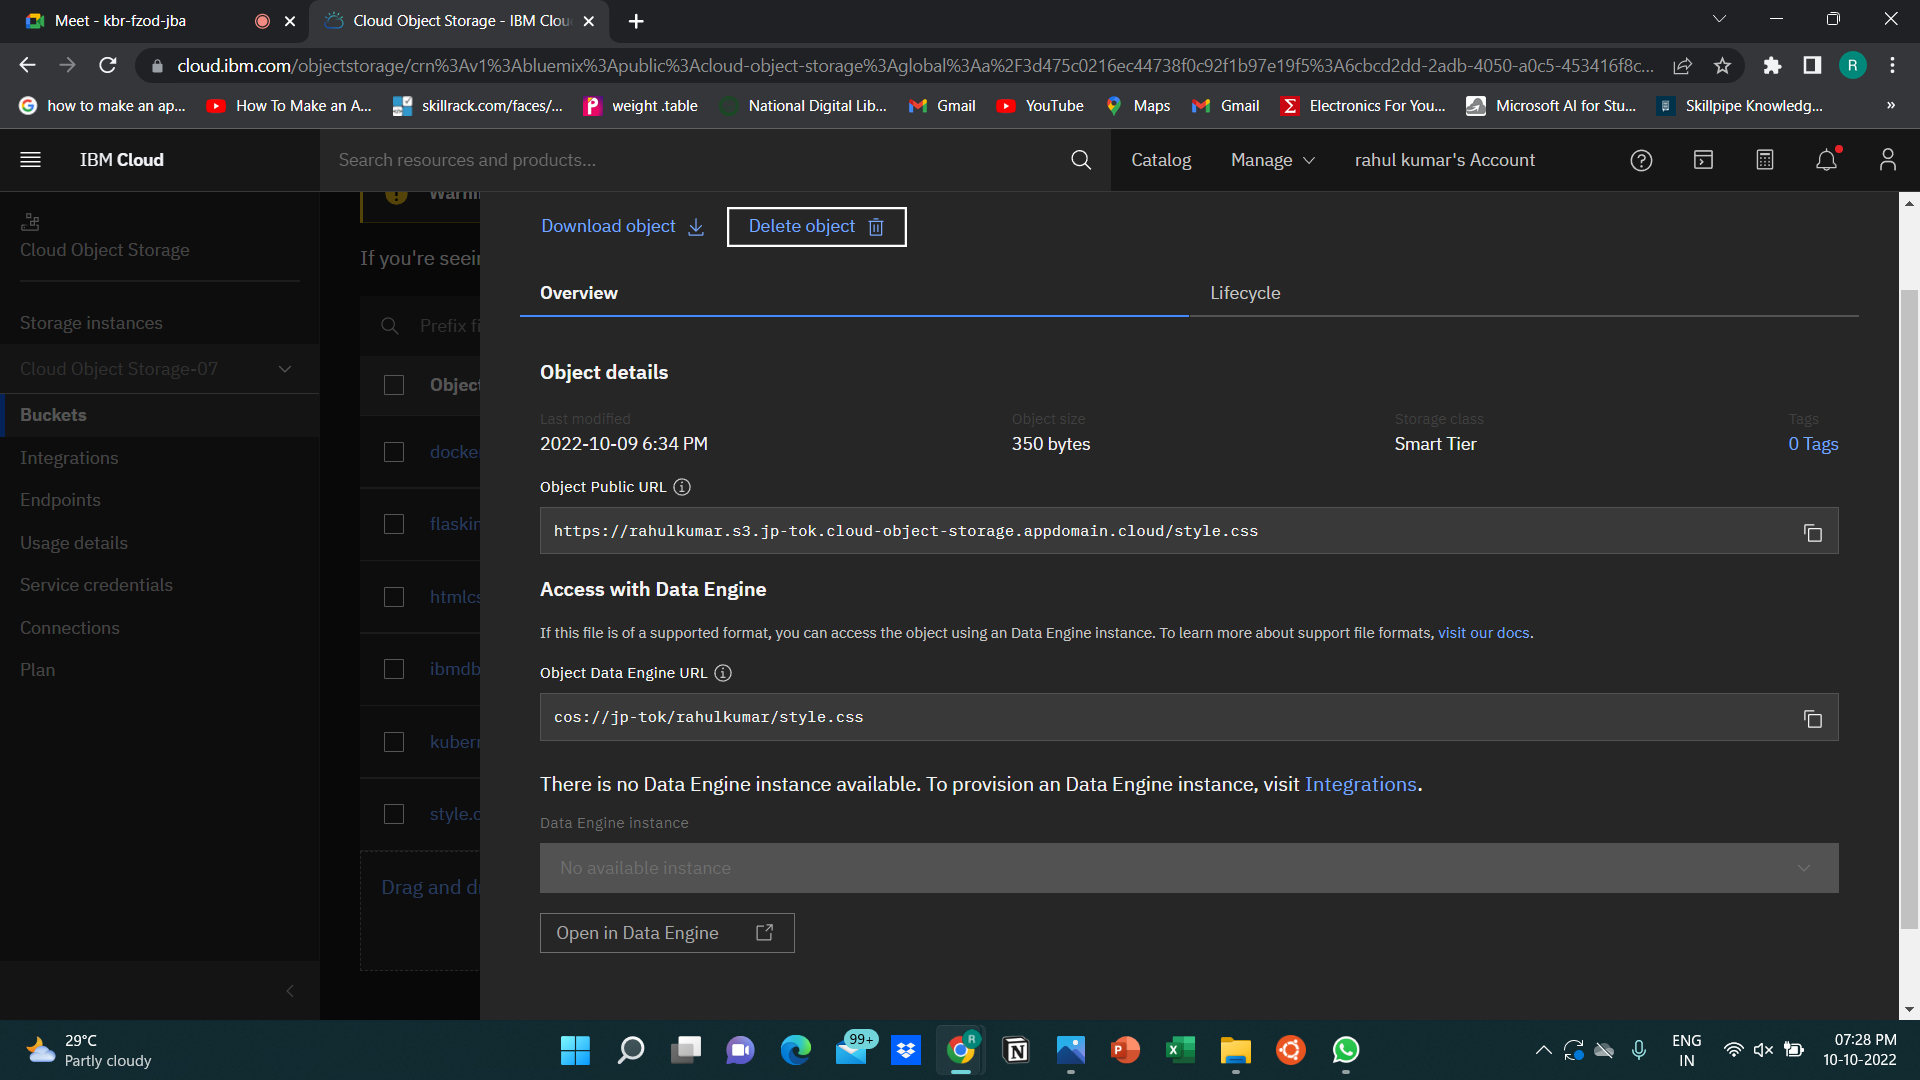 Meet - kbr-fzod-jba
Cloud Object Storage - IBM Clou
cloud.ibm.com/objectstorage/crn%3Av1%3Abluemix%3Apublic%3Acloud-object-storage%3Aglobal%3Aa%2F3d475c0216ec44738f0c92f1b97e19f5%3A6cbcd2dd-2adb-4050-a0c5-453416f8c...
R
how to make an ap...
How To Make an A...
skillrack.com/faces/...
weight .table
National Digital Lib...
Gmail
YouTube
Maps
Gmail
Electronics For You...
Microsoft AI for Stu...
Skillpipe Knowledg...
»
IBM Cloud
Search resources and products...
Catalog
Manage
rahul kumar's Account
Cloud Object Storage
Storage instances
Cloud Object Storage-07
Buckets
Integrations
Endpoints
Usage details
Service credentials
Connections
Plan
Warni
If you're seei
Prefix fi
Object
docke
flaskin
htmlcs
ibmdb
kuberr
style.c
Drag and d
Download object
Delete object
Overview
Lifecycle
Object details
Last modified
2022-10-09 6:34 PM
Object size
350 bytes
Storage class
Smart Tier
Tags
0 Tags
Object Public URL
https://rahulkumar.s3.jp-tok.cloud-object-storage.appdomain.cloud/style.css
Access with Data Engine
If this file is of a supported format, you can access the object using an Data Engine instance. To learn more about support file formats, visit our docs.
Object Data Engine URL
cos://jp-tok/rahulkumar/style.css
There is no Data Engine instance available. To provision an Data Engine instance, visit Integrations.
Data Engine instance
No available instance
Open in Data Engine
29°C
Partly cloudy
99+
R
ENG
IN
07:28 PM
10-10-2022